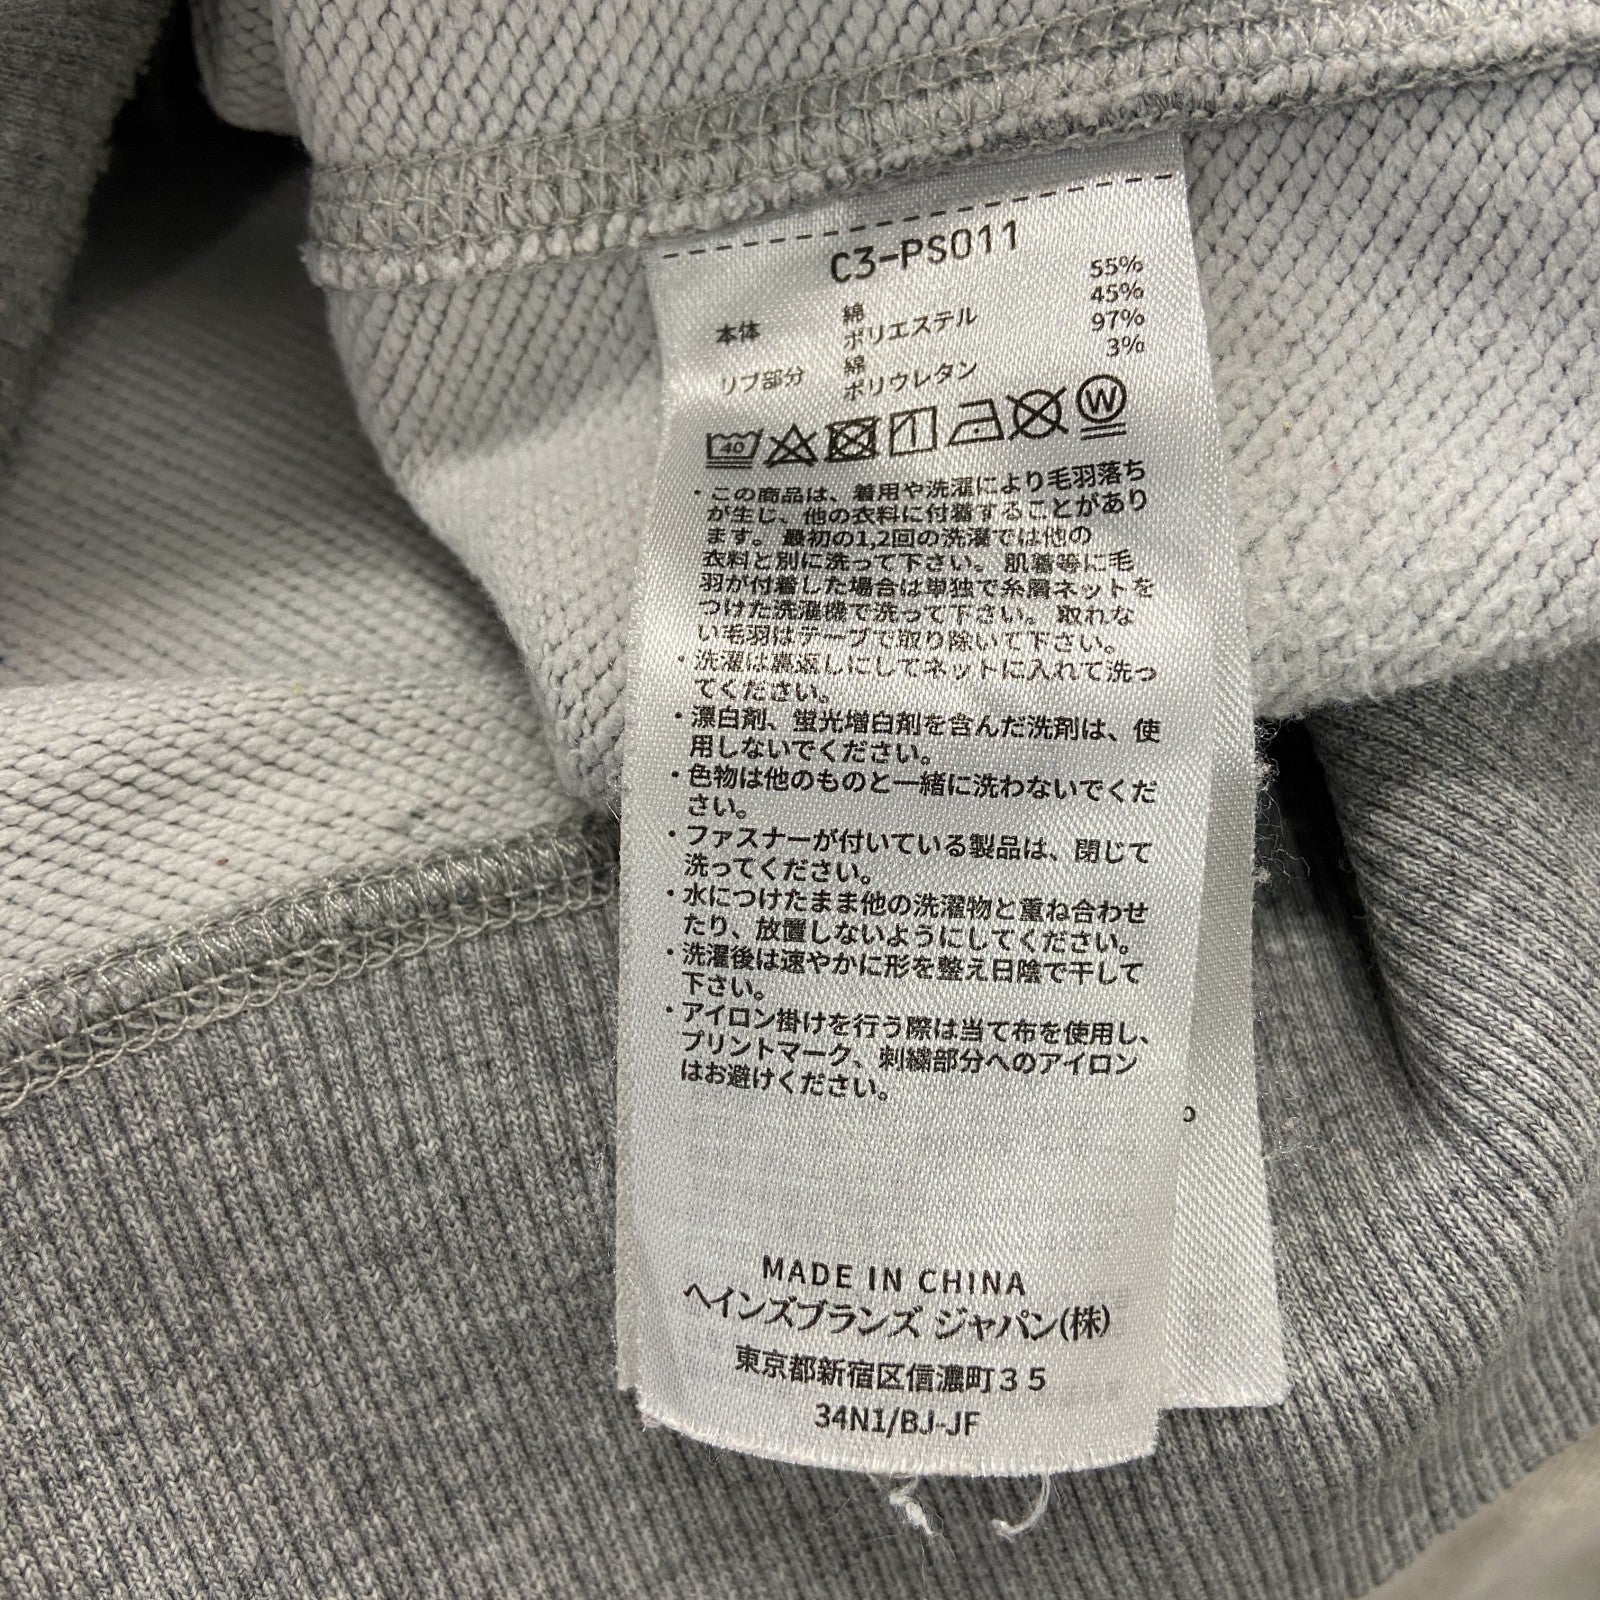 C3-PS011
本体 綿 55%
ポリエステル 45%
リブ部分 綿 97%
ポリウレタン 3%
40 W
・この商品は、着用や洗濯により毛羽落ち
が生じ、他の衣料に付着することがあり
ます。最初の1,2回の洗濯では他の
衣料と別に洗って下さい。肌着等に毛
羽が付着した場合は単独で糸屑ネットを
つけた洗濯機で洗って下さい。取れな
い毛羽はテープで取り除いて下さい。
・洗濯は裏返しにしてネットに入れて洗っ
てください。
・漂白剤、蛍光増白剤を含んだ洗剤は、使
用しないでください。
・色物は他のものと一緒に洗わないでくだ
さい。
・ファスナーが付いている製品は、閉じて
洗ってください。
・水につけたまま他の洗濯物と重ね合わせ
たり、放置しないようにしてください。
・洗濯後は速やかに形を整え日陰で干して
下さい。
・アイロン掛けを行う際は当て布を使用し、
プリントマーク、刺繍部分へのアイロン
はお避けください。
MADE IN CHINA
ヘインズブランズ ジャパン(株)
東京都新宿区信濃町35
34N1/BJ-JF